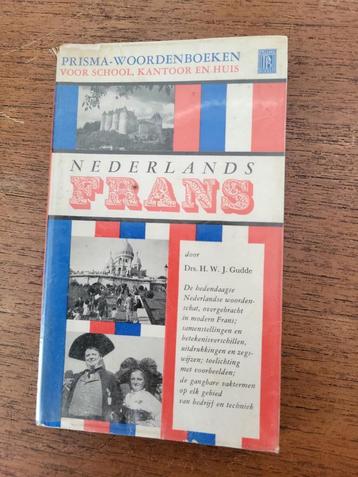 PRISMA-WOORDENBOEKEN
VOOR SCHOOL, KANTOOR EN HUIS
NEDERLANDS
FRANS
door
Drs. H. W. J. Gudde
De hedendaagse
Nederlandse woorden-
schat, overgebracht
in modern Frans;
samenstellingen en
betekenisverschillen,
uitdrukkingen en zegs-
wijzen; toelichting
met voorbeelden;
de gangbare vaktermen
op elk gebied
van bedrijf en techniek